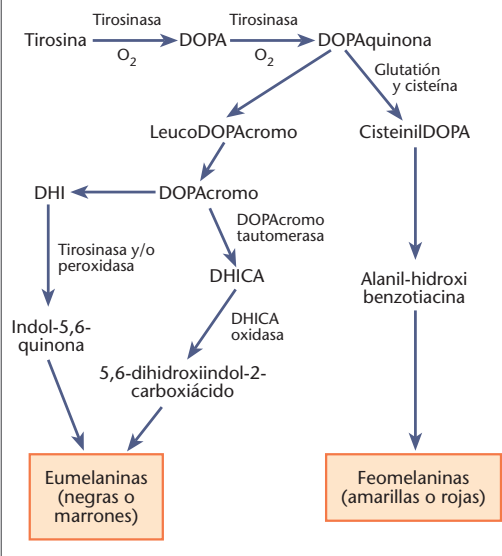 Tirosinasa
Tirosinasa
Tirosina
DOPA
DOPAquinona
O2
O2
Glutatión
y cisteína
LeucoDOPAcromo
CisteinilDOPA
DHI
DOPAcromo
DOPAcromo
tautomerasa
Tirosinasa y/o
peroxidasa
DHICA
Alanil-hidroxi
benzotiacina
Indol-5,6-
quinona
DHICA
oxidasa
5,6-dihidroxiindol-2-
carboxiácido
Eumelaninas
(negras o
marrones)
Feomelaninas
(amarillas o rojas)